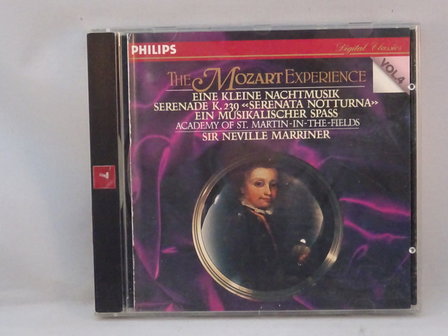 PHILIPS
Digital Classics
VOL.4
THE MOZART EXPERIENCE
EINE KLEINE NACHTMUSIK
SERENADE K. 239 «SERENATA NOTTURNA»
EIN MUSIKALISCHER SPASS
ACADEMY OF ST. MARTIN-IN-THE-FIELDS
SIR NEVILLE MARRINER
7